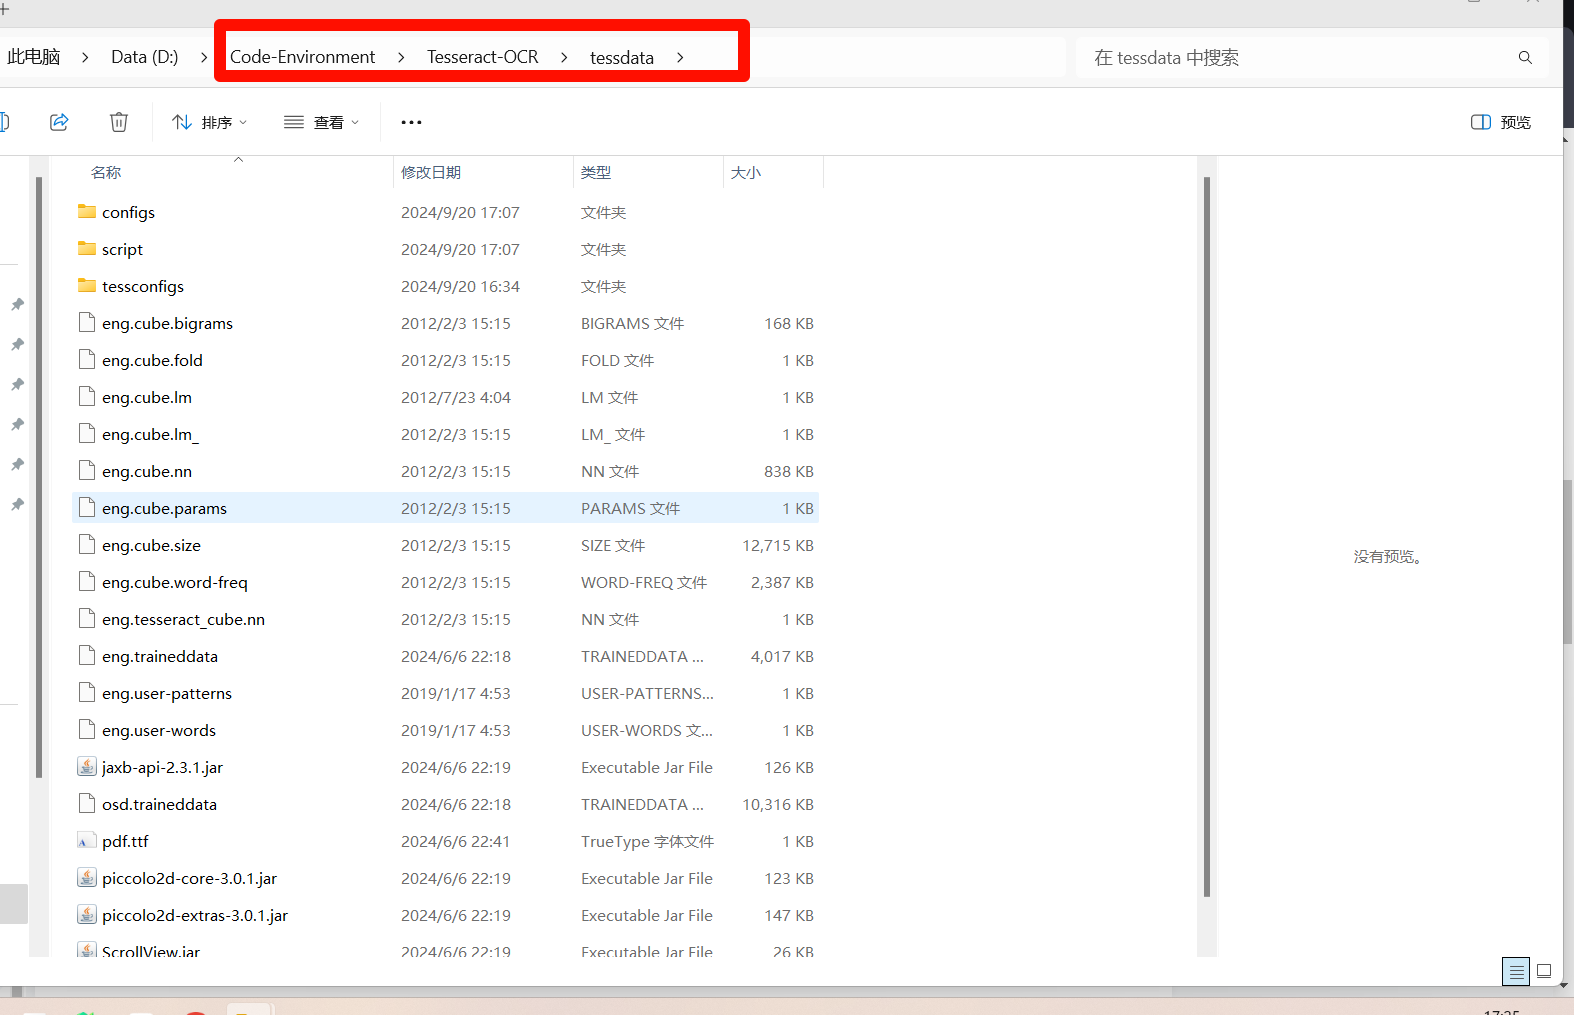 此电脑 > Data (D:) > Code-Environment > Tesseract-OCR > tessdata > 在 tessdata 中搜索
排序 查看 ••• 预览
名称 修改日期 类型 大小
configs 2024/9/20 17:07 文件夹
script 2024/9/20 17:07 文件夹
tessconfigs 2024/9/20 16:34 文件夹
eng.cube.bigrams 2012/2/3 15:15 BIGRAMS 文件 168 KB
eng.cube.fold 2012/2/3 15:15 FOLD 文件 1 KB
eng.cube.lm 2012/7/23 4:04 LM 文件 1 KB
eng.cube.lm_ 2012/2/3 15:15 LM_ 文件 1 KB
eng.cube.nn 2012/2/3 15:15 NN 文件 838 KB
eng.cube.params 2012/2/3 15:15 PARAMS 文件 1 KB
eng.cube.size 2012/2/3 15:15 SIZE 文件 12,715 KB
eng.cube.word-freq 2012/2/3 15:15 WORD-FREQ 文件 2,387 KB
eng.tesseract_cube.nn 2012/2/3 15:15 NN 文件 1 KB
eng.traineddata 2024/6/6 22:18 TRAINEDDATA ... 4,017 KB
eng.user-patterns 2019/1/17 4:53 USER-PATTERNS... 1 KB
eng.user-words 2019/1/17 4:53 USER-WORDS 文... 1 KB
jaxb-api-2.3.1.jar 2024/6/6 22:19 Executable Jar File 126 KB
osd.traineddata 2024/6/6 22:18 TRAINEDDATA ... 10,316 KB
pdf.ttf 2024/6/6 22:41 TrueType 字体文件 1 KB
piccolo2d-core-3.0.1.jar 2024/6/6 22:19 Executable Jar File 123 KB
piccolo2d-extras-3.0.1.jar 2024/6/6 22:19 Executable Jar File 147 KB
ScrollView.jar 2024/6/6 22:19 Executable Jar File 26 KB
没有预览。